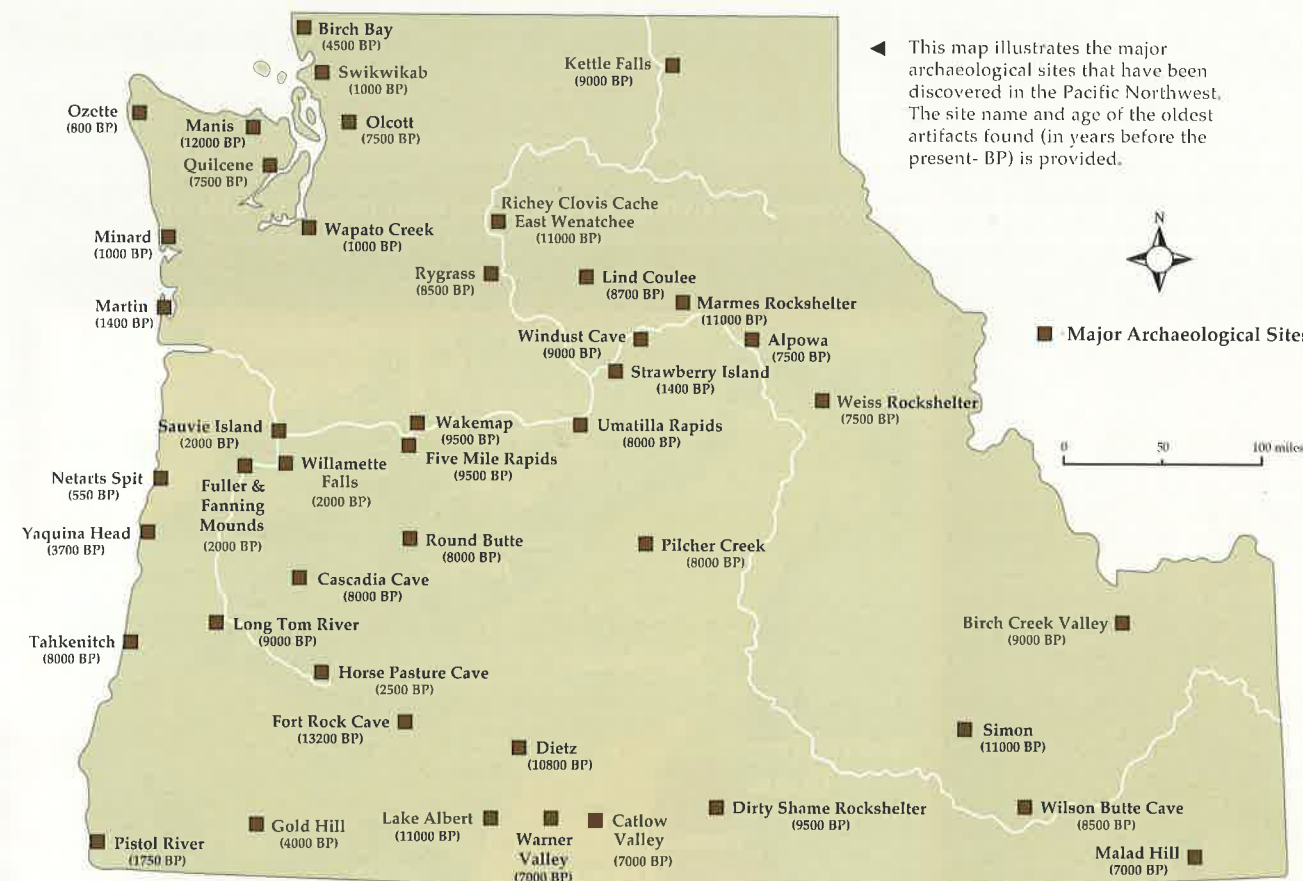 Birch Bay
(4500 BP)
Swikwikab
(1000 BP)
Kettle Falls
(9000 BP)
◄ This map illustrates the major
archaeological sites that have been
discovered in the Pacific Northwest.
The site name and age of the oldest
artifacts found (in years before the
present- BP) is provided.
Ozette
(800 BP)
Manis
(12000 BP)
Olcott
(7500 BP)
Quilcene
(7500 BP)
Richey Clovis Cache
East Wenatchee
(11000 BP)
N
Minard
(1000 BP)
Wapato Creek
(1000 BP)
Rygrass
(8500 BP)
Lind Coulee
(8700 BP)
Martin
(1400 BP)
Marmes Rockshelter
(11000 BP)
Windust Cave
(9000 BP)
Alpowa
(7500 BP)
Major Archaeological Sites
Strawberry Island
(1400 BP)
Weiss Rockshelter
(7500 BP)
Sauvie Island
(2000 BP)
Wakemap
(9500 BP)
Umatilla Rapids
(8000 BP)
0 50 100 miles
Five Mile Rapids
(9500 BP)
Netarts Spit
(550 BP)
Willamette
Falls
(2000 BP)
Fuller &
Fanning
Mounds
(2000 BP)
Yaquina Head
(3700 BP)
Round Butte
(8000 BP)
Pilcher Creek
(8000 BP)
Cascadia Cave
(8000 BP)
Long Tom River
(9000 BP)
Birch Creek Valley
(9000 BP)
Tahkenitch
(8000 BP)
Horse Pasture Cave
(2500 BP)
Fort Rock Cave
(13200 BP)
Dietz
(10800 BP)
Simon
(11000 BP)
Dirty Shame Rockshelter
(9500 BP)
Wilson Butte Cave
(8500 BP)
Gold Hill
(4000 BP)
Lake Albert
(11000 BP)
Warner
Valley
(7000 BP)
Catlow
Valley
(7000 BP)
Pistol River
(1750 BP)
Malad Hill
(7000 BP)